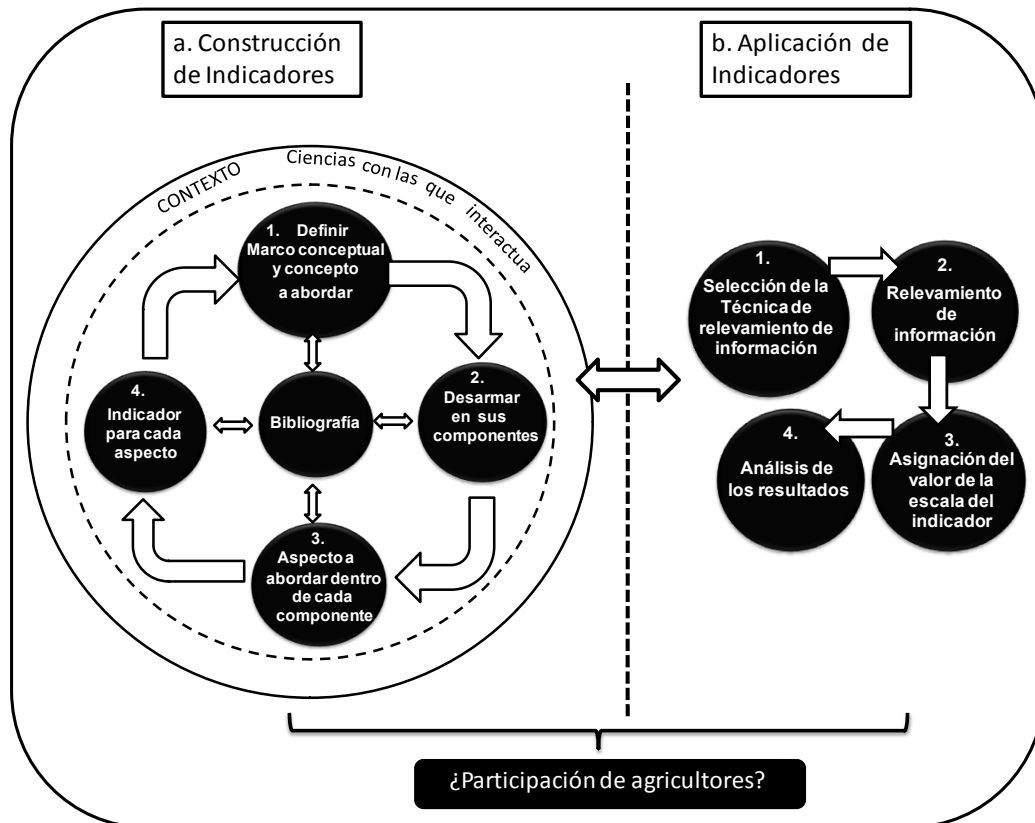 a. Construcción
de Indicadores
b. Aplicación de
Indicadores
CONTEXTO
Ciencias con las que interactua
1. Definir
Marco conceptual
y concepto
a abordar
2.
Desarmar
en sus
componentes
3.
Aspecto a
abordar dentro
de cada
componente
4.
Indicador
para cada
aspecto
Bibliografía
1.
Selección de la
Técnica de
relevamiento de
información
2.
Relevamiento
de
información
3.
Asignación del
valor de la
escala del
indicador
4.
Análisis de
los resultados
¿Participación de agricultores?